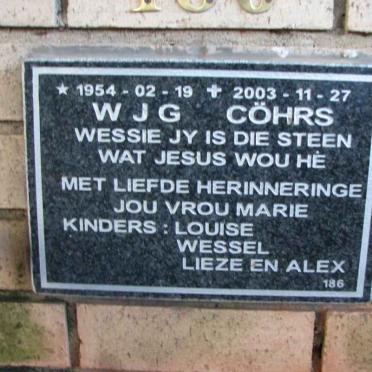 ★ 1954 - 02 - 19 ✝ 2003 - 11 - 27
W J G CÖHRS
WESSIE JY IS DIE STEEN
WAT JESUS WOU HÈ
MET LIEFDE HERINNERINGE
JOU VROU MARIE
KINDERS : LOUISE
WESSEL
LIEZE EN ALEX
186